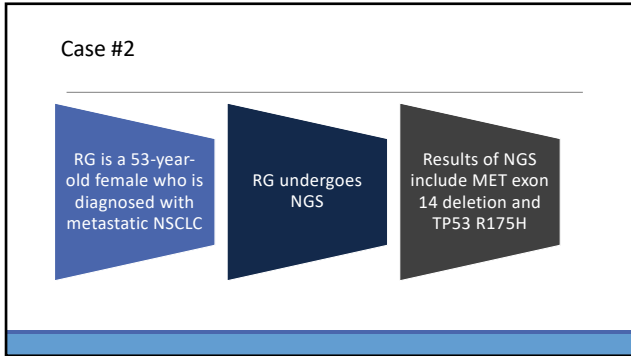 Case #2
RG is a 53-year-
old female who is
diagnosed with
metastatic NSCLC
RG undergoes
NGS
Results of NGS
include MET exon
14 deletion and
TP53 R175H